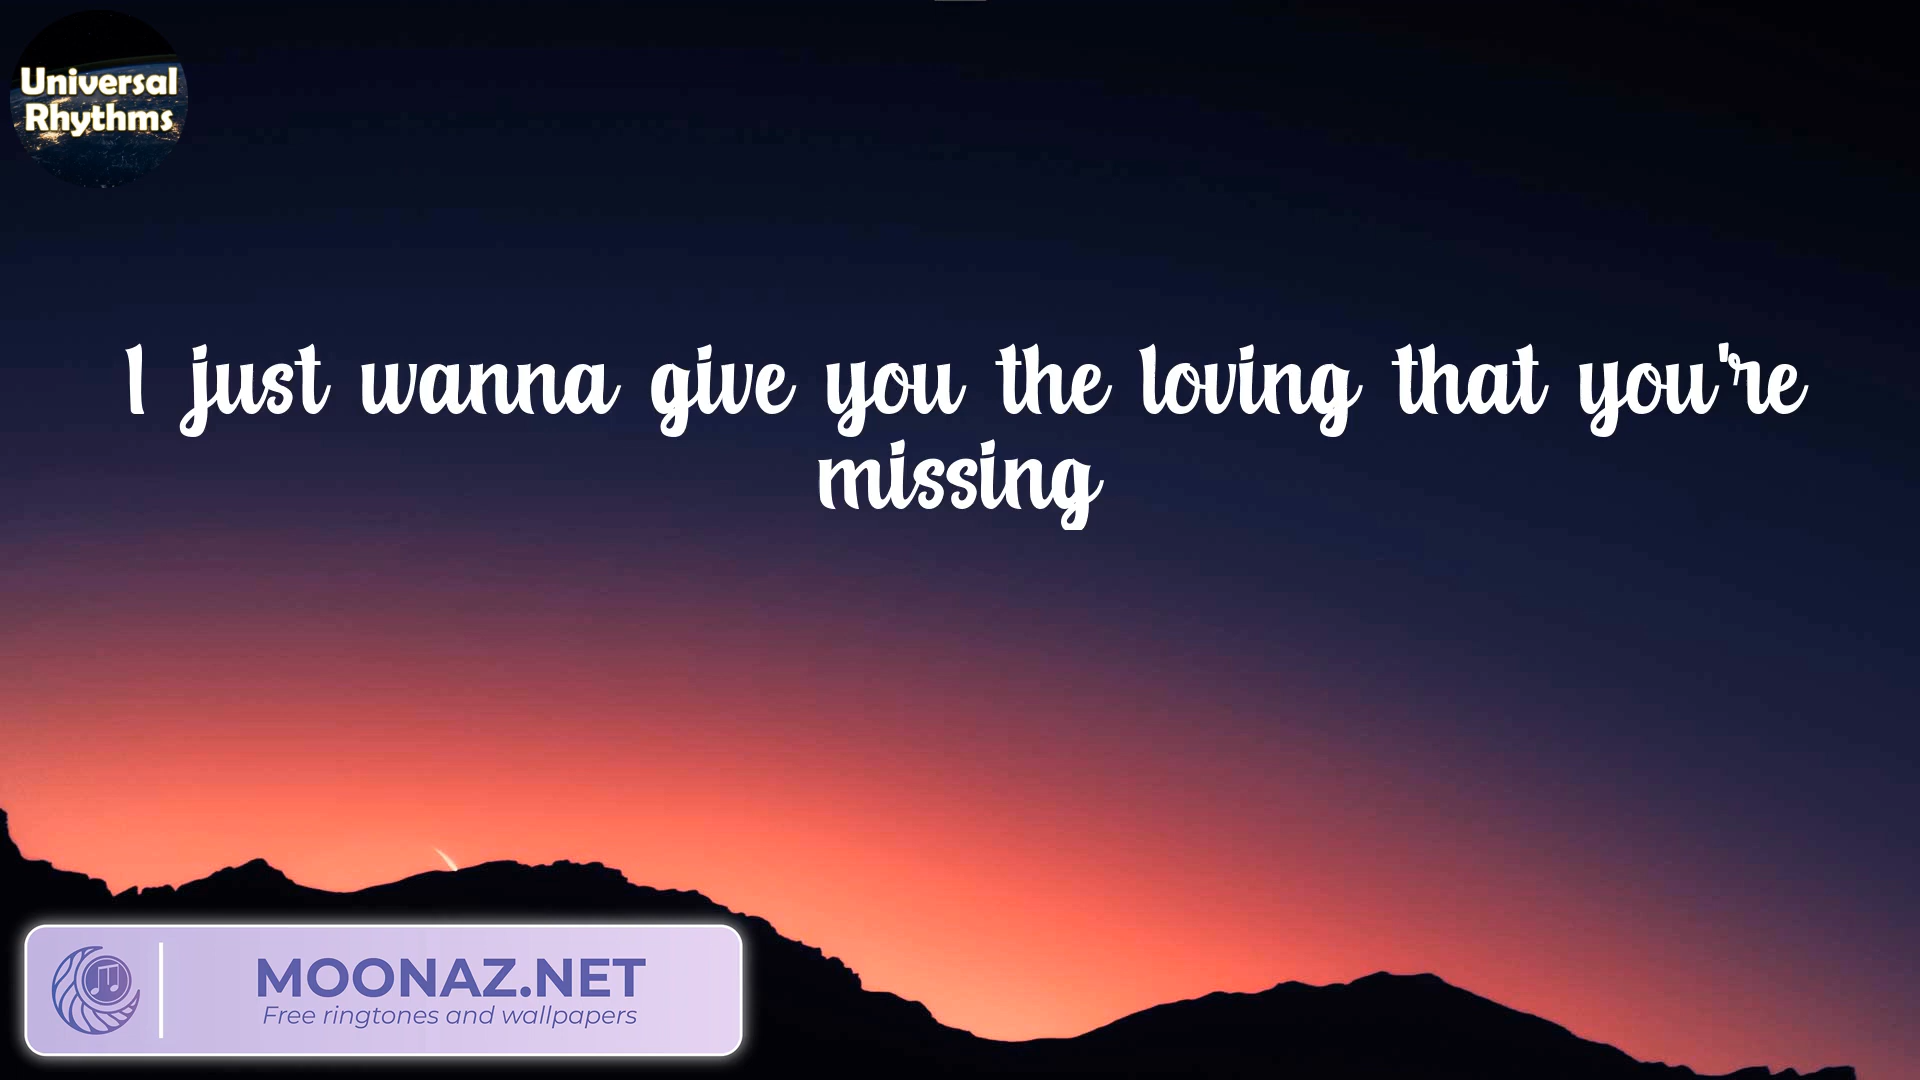 Universal
Rhythms
I just wanna give you the loving that you're
missing
MOONAZ.NET
Free ringtones and wallpapers